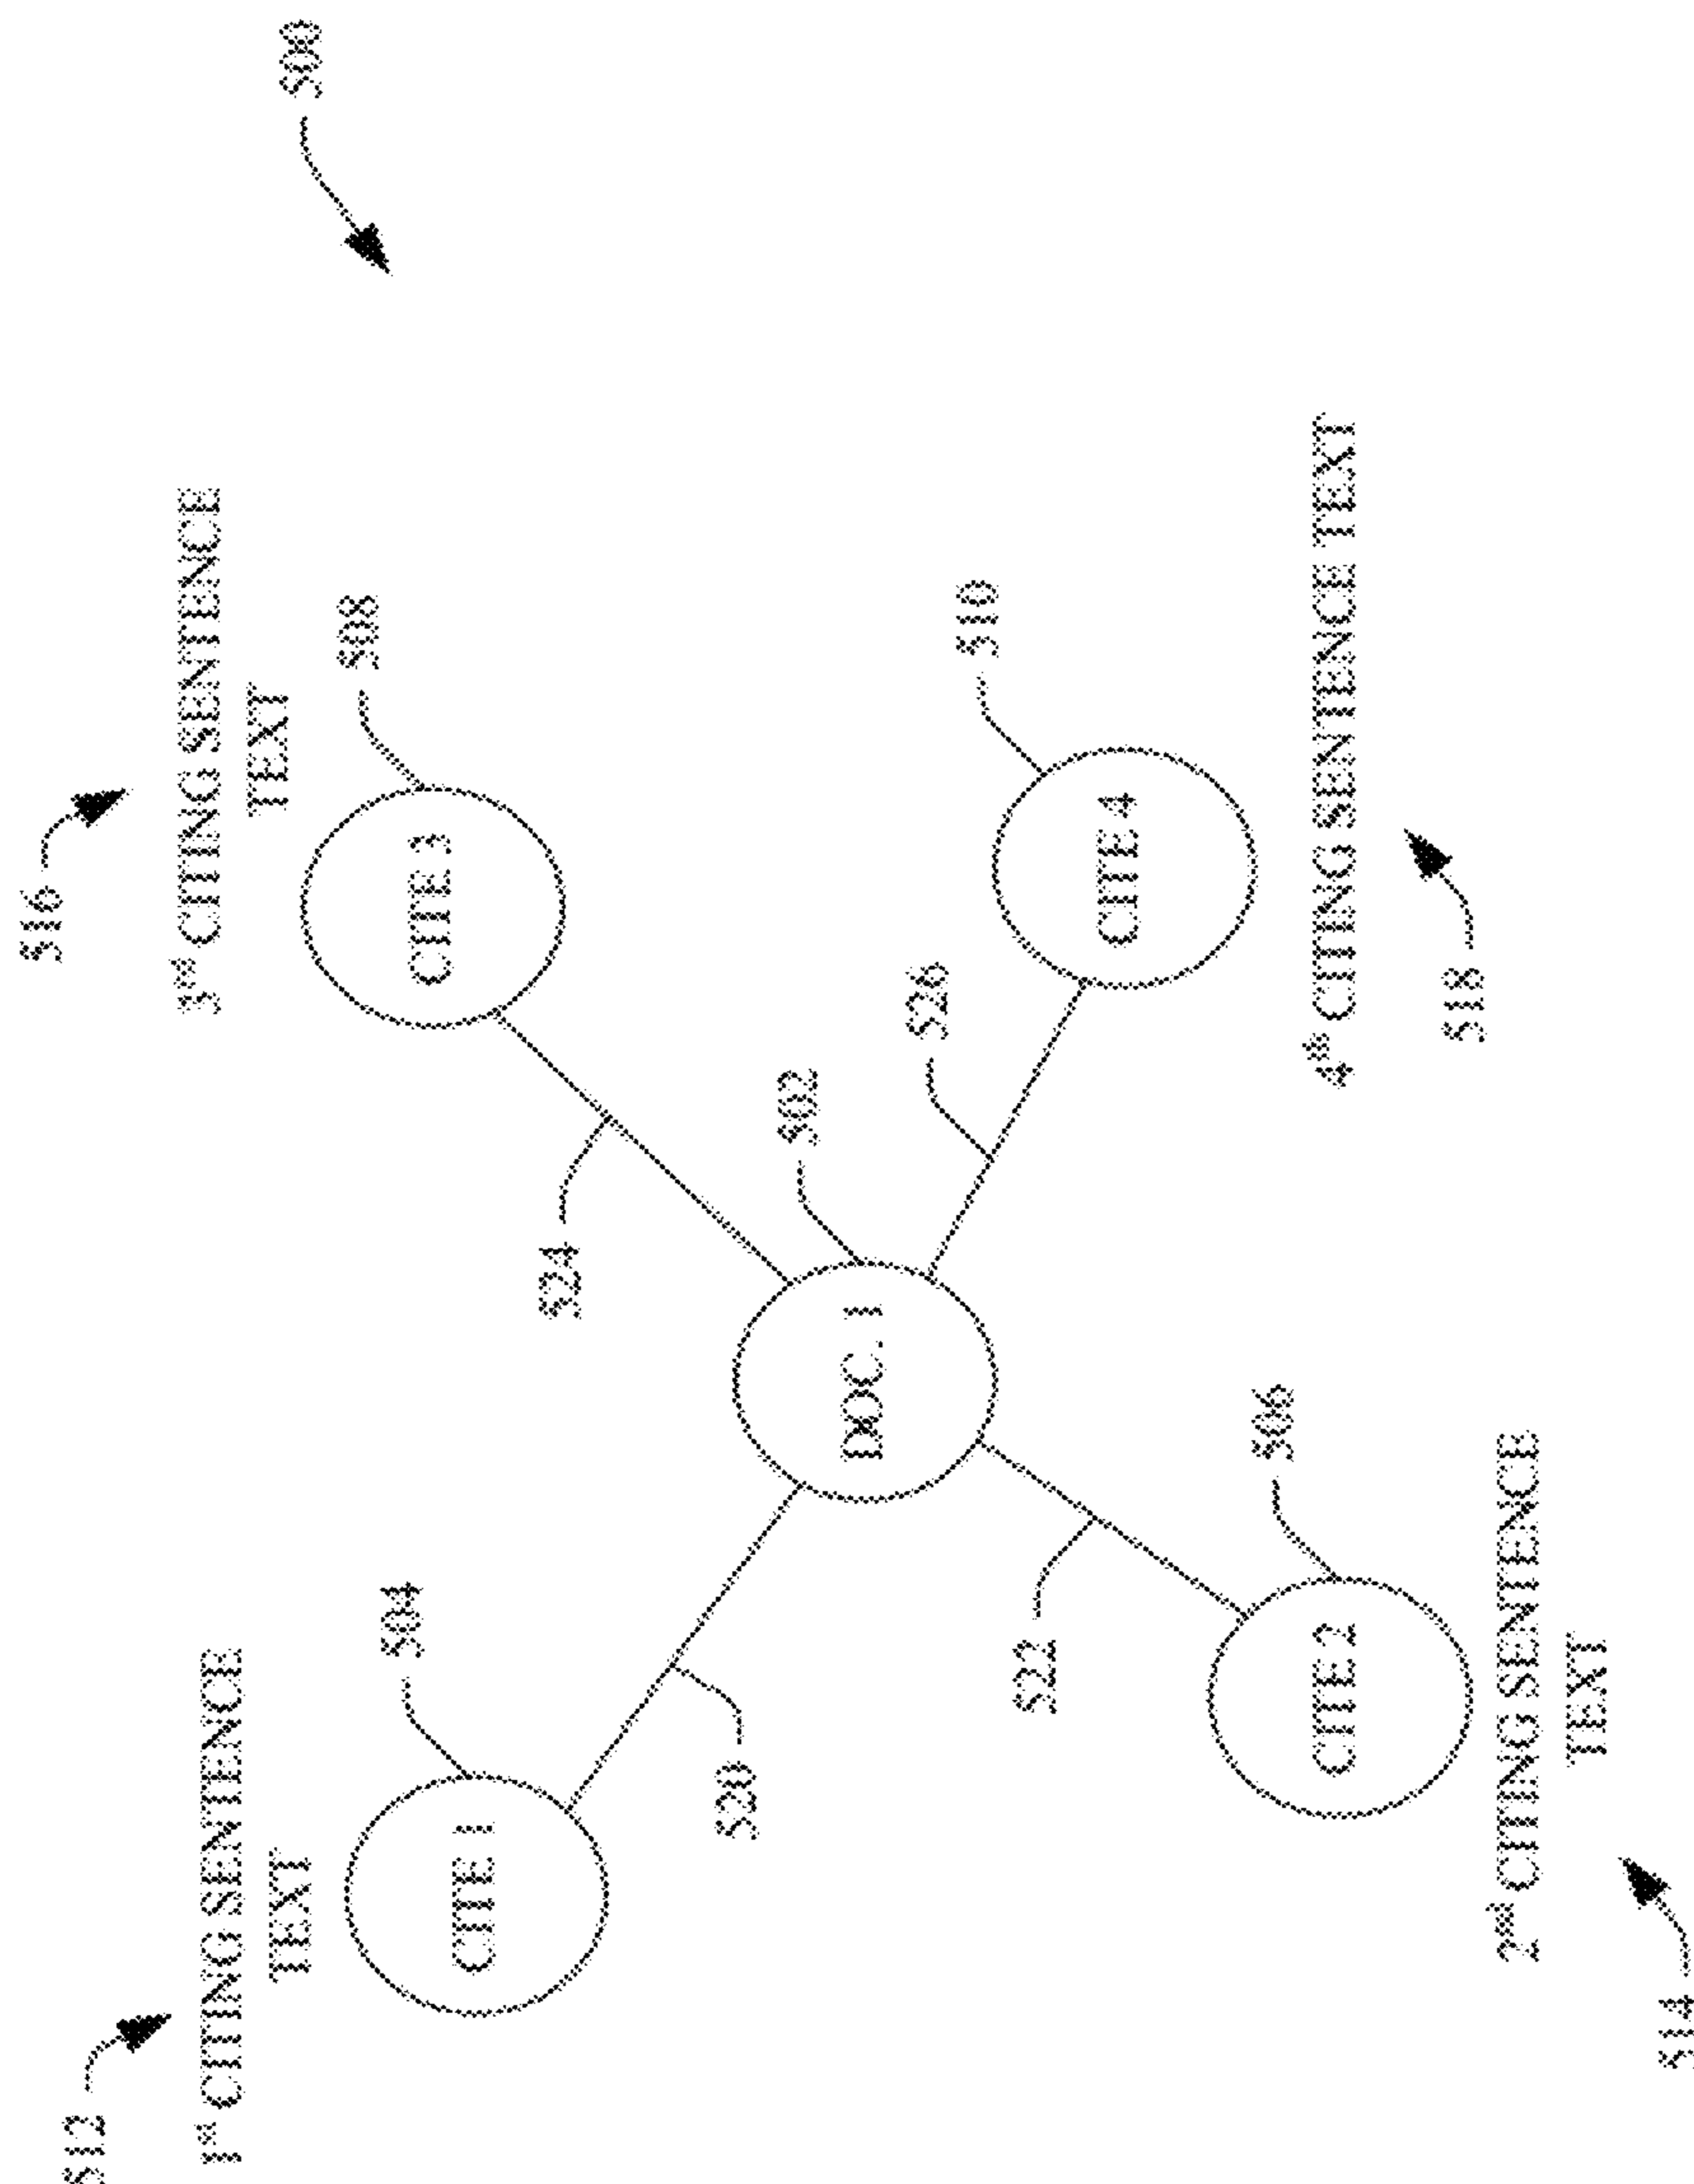 512
1st CITING SENTENCE
TEXT
504
CITE 1
520
516
3rd CITING SENTENCE
TEXT
508
CITE 3
524
500
502
DOC. 1
526
510
CITE 4
4th CITING SENTENCE TEXT
518
522
506
CITE 2
2nd CITING SENTENCE
TEXT
514